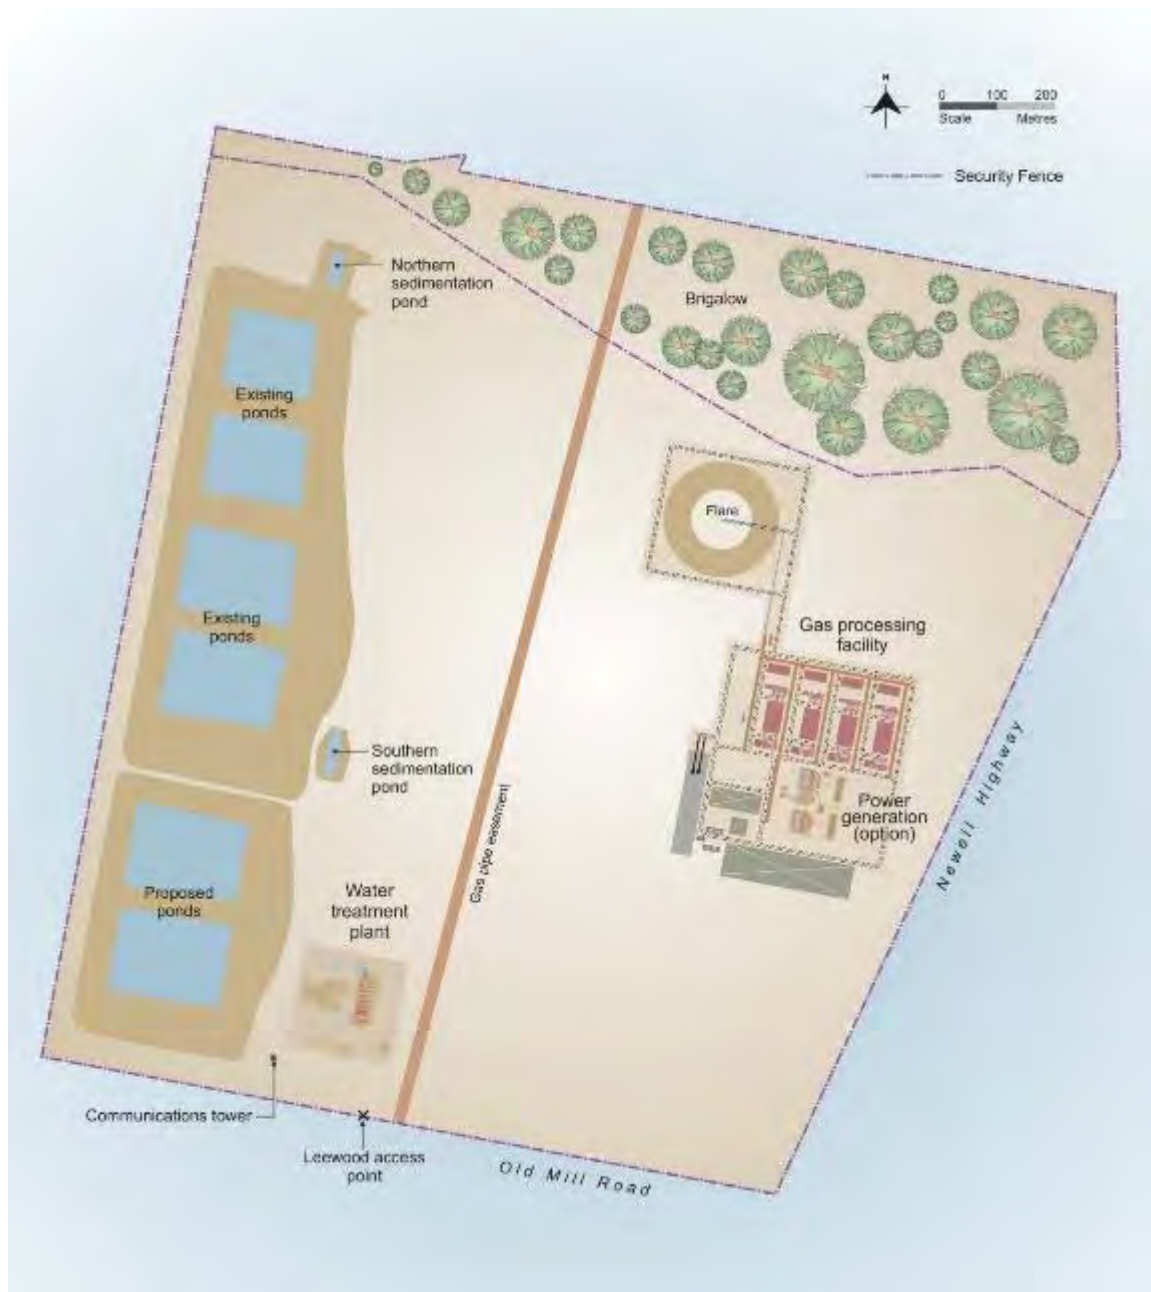 N
0 100 200
Scale Metres
Security Fence
Northern
sedimentation
pond
Brigalow
Existing
ponds
Flare
Existing
ponds
Gas processing
facility
Southern
sedimentation
pond
Gas pipe easement
Power
generation
(option)
Newell Highway
Proposed
ponds
Water
treatment
plant
Communications tower
Leewood access
point
Old Mill Road